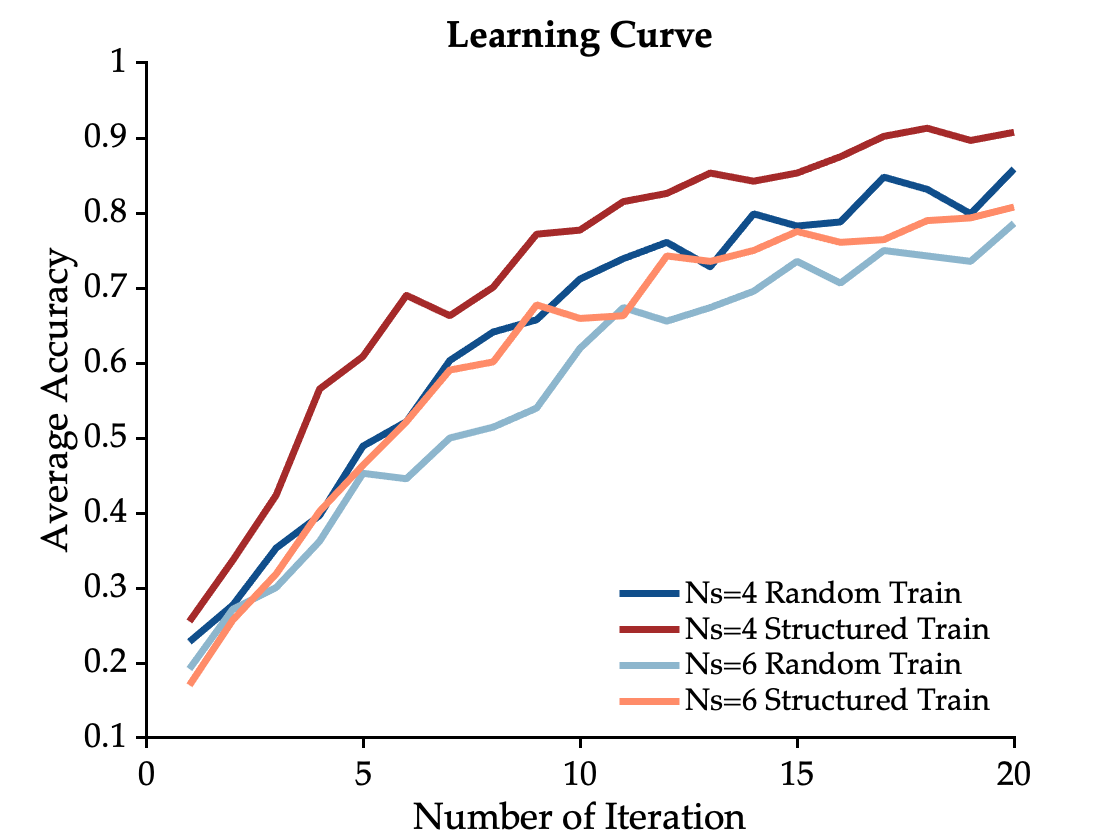 Learning Curve
1
0.9
0.8
0.7
0.6
0.5
0.4
0.3
0.2
0.1
Average Accuracy
Ns=4 Random Train
Ns=4 Structured Train
Ns=6 Random Train
Ns=6 Structured Train
0 5 10 15 20
Number of Iteration